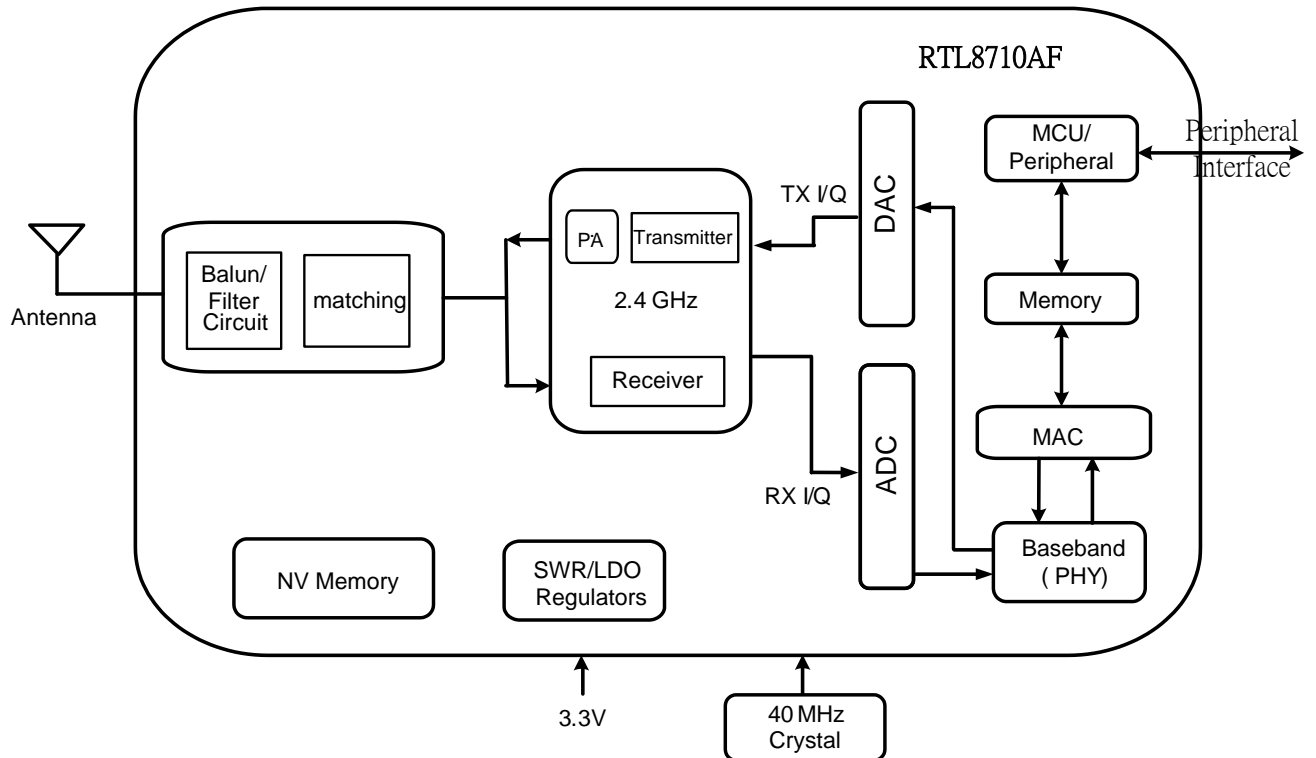 RTL8710AF
MCU/
Peripheral
Peripheral
Interface
DAC
TX I/Q
PA
Transmitter
2.4 GHz
Receiver
Balun/
Filter
Circuit
matching
Antenna
Memory
MAC
ADC
RX I/Q
Baseband
( PHY)
NV Memory
SWR/LDO
Regulators
3.3V
40 MHz
Crystal